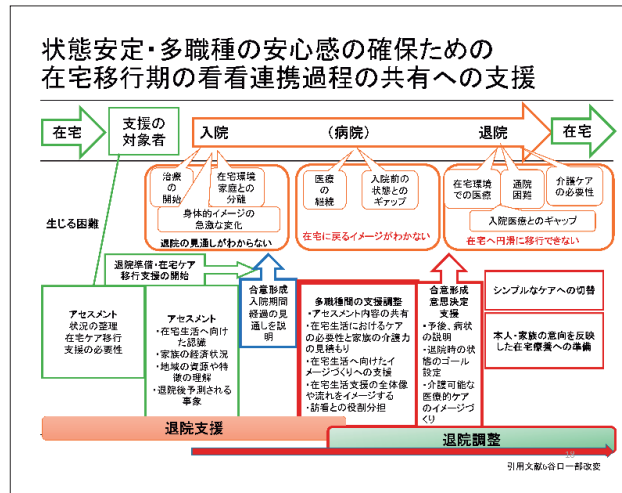 状態安定・多職種の安心感の確保ための
在宅移行期の看看連携過程の共有への支援
在宅
支援の
対象者
入院
（病院）
退院
在宅
生じる困難
治療
の
開始
在宅環境
家庭との
分離
身体的イメージの
急激な変化
退院の見通しがわからない
医療
の
継続
入院前の
状態との
ギャップ
在宅に戻るイメージがわかない
在宅環境
での医療
通院
困難
介護ケア
の必要性
入院医療とのギャップ
在宅へ円滑に移行できない
退院準備・在宅ケア
移行支援の開始
アセスメント
状況の整理
在宅ケア移行
支援の必要性
アセスメント
・在宅生活へ向け
た認識
・家族の経済状況
・地域の資源や特
徴の理解
・退院後予測される
事象
合意形成
入院期間
経過の見
通しを説
明
多職種間の支援調整
・アセスメント内容の共有
・在宅生活におけるケア
の必要性と家族の介護力
の見積もり
・在宅生活へ向けたイ
メージづくりへの支援
・在宅生活支援の全体像
や流れをイメージする
・訪看との役割分担
合意形成
意思決定
支援
・予後、病状
の説明
・退院時の状
態のゴール
設定
・介護可能な
医療的ケア
のイメージづ
くり
シンプルなケアへの切替
本人・家族の意向を反映
した在宅療養への準備
退院支援
退院調整
18
引用文献6谷口一部改変